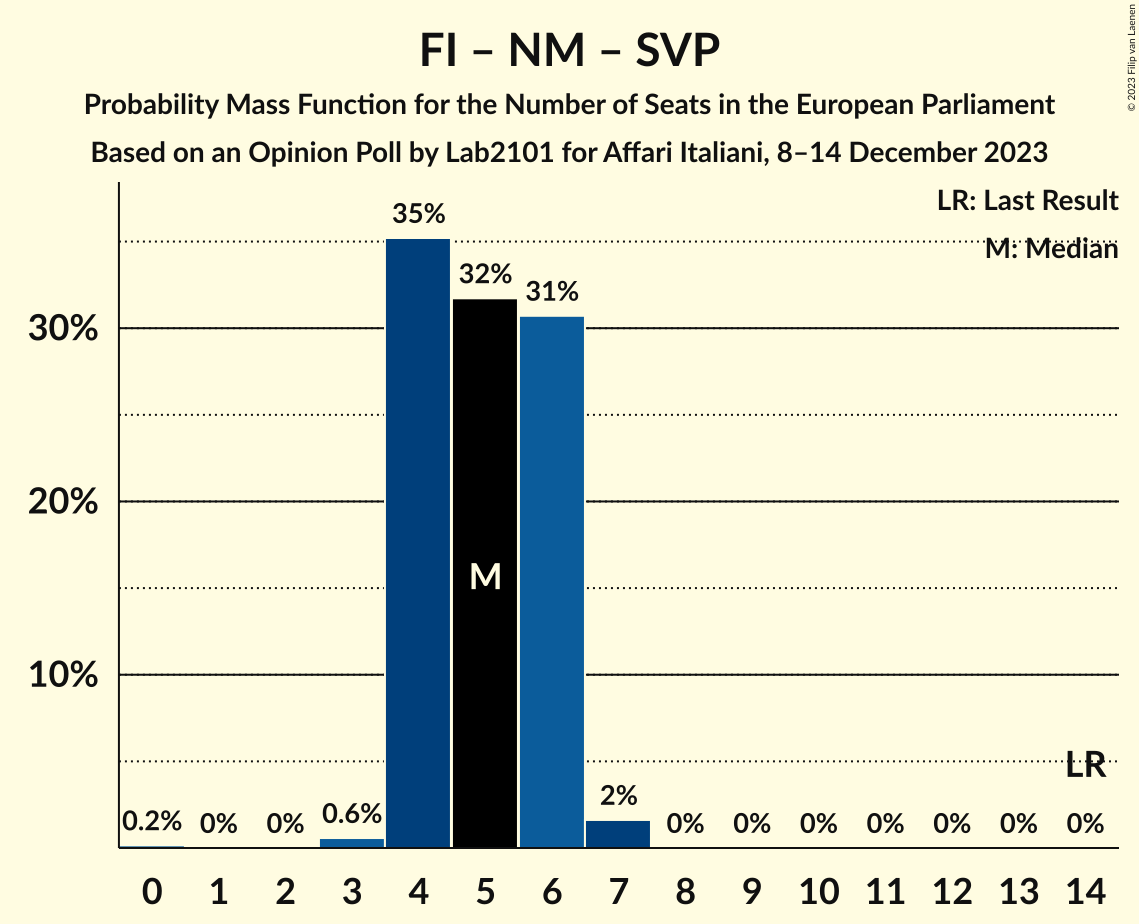 FI – NM – SVP
Probability Mass Function for the Number of Seats in the European Parliament
Based on an Opinion Poll by Lab2101 for Affari Italiani, 8–14 December 2023
© 2023 Filip van Laenen
LR: Last Result
M: Median
30%
20%
10%
0.2%
0%
0%
0.6%
35%
32%
31%
2%
0%
0%
0%
0%
0%
0%
0%
M
LR
0 1 2 3 4 5 6 7 8 9 10 11 12 13 14